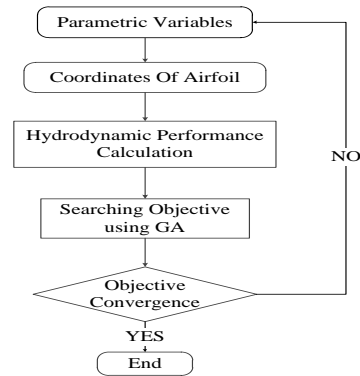 Parametric Variables
Coordinates Of Airfoil
Hydrodynamic Performance
Calculation
NO
Searching Objective
using GA
Objective
Convergence
YES
End